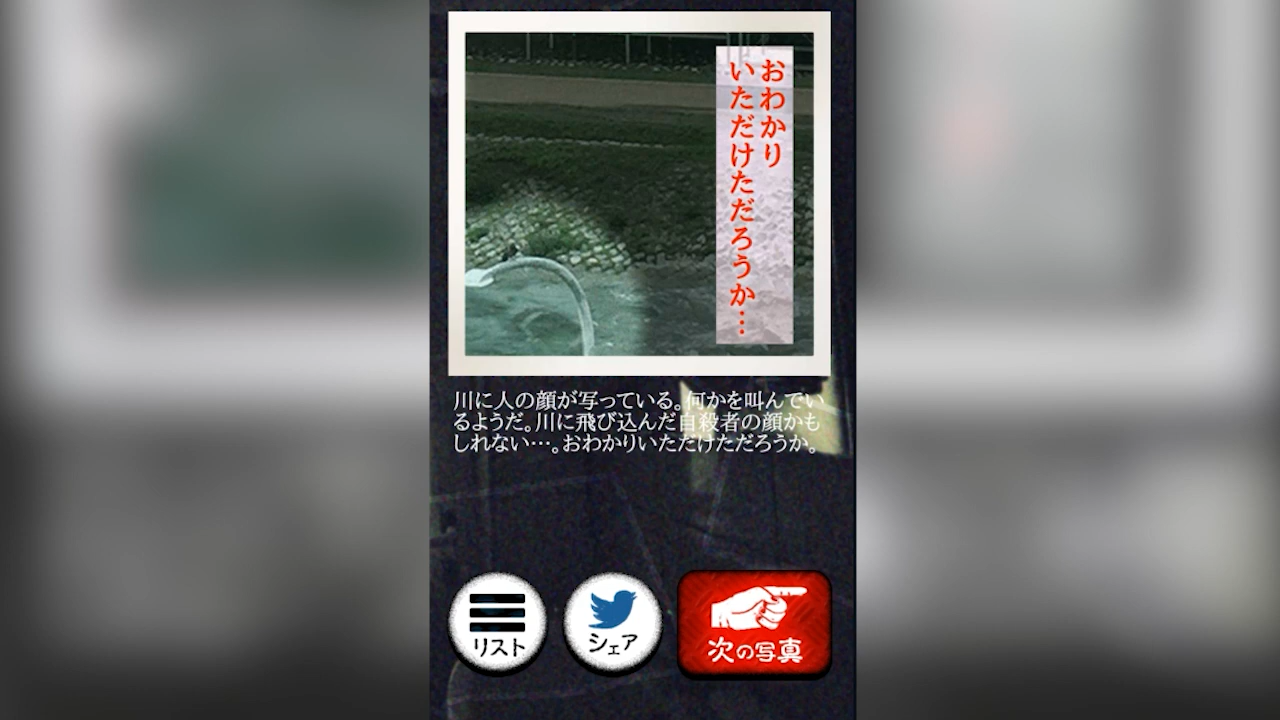 おわかり
いただけただろうか…
川に人の顔が写っている。何かを叫んでい
るようだ。川に飛び込んだ自殺者の顔かも
しれない…。おわかりいただけただろうか。
リスト
シェア
次の写真